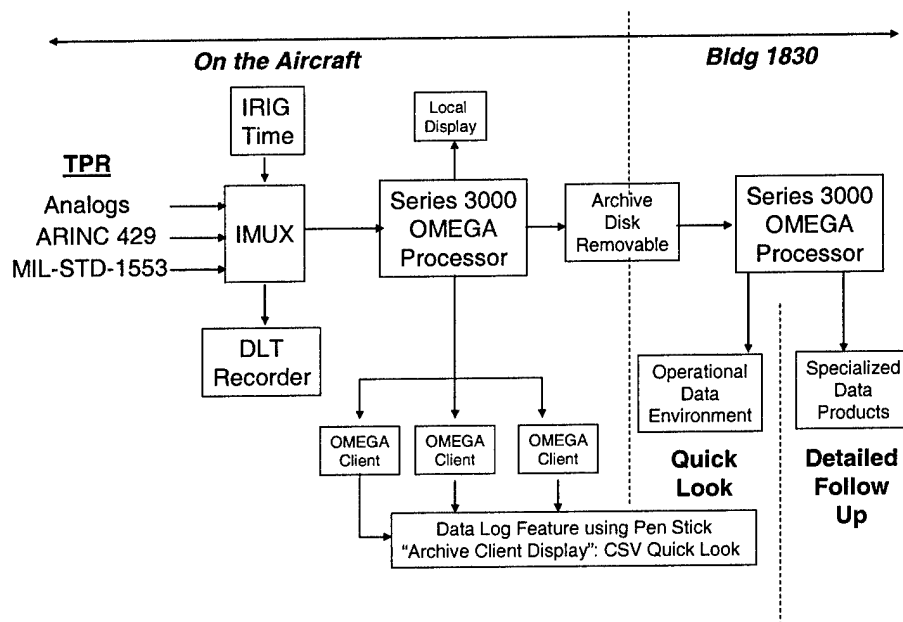 On the Aircraft
Bldg 1830
IRIG
Time
Local
Display
TPR
Analogs
ARINC 429
MIL-STD-1553
IMUX
Series 3000
OMEGA
Processor
Archive
Disk
Removable
Series 3000
OMEGA
Processor
DLT
Recorder
Operational
Data
Environment
Specialized
Data
Products
OMEGA
Client
OMEGA
Client
OMEGA
Client
Quick
Look
Detailed
Follow
Up
Data Log Feature using Pen Stick
“Archive Client Display”: CSV Quick Look